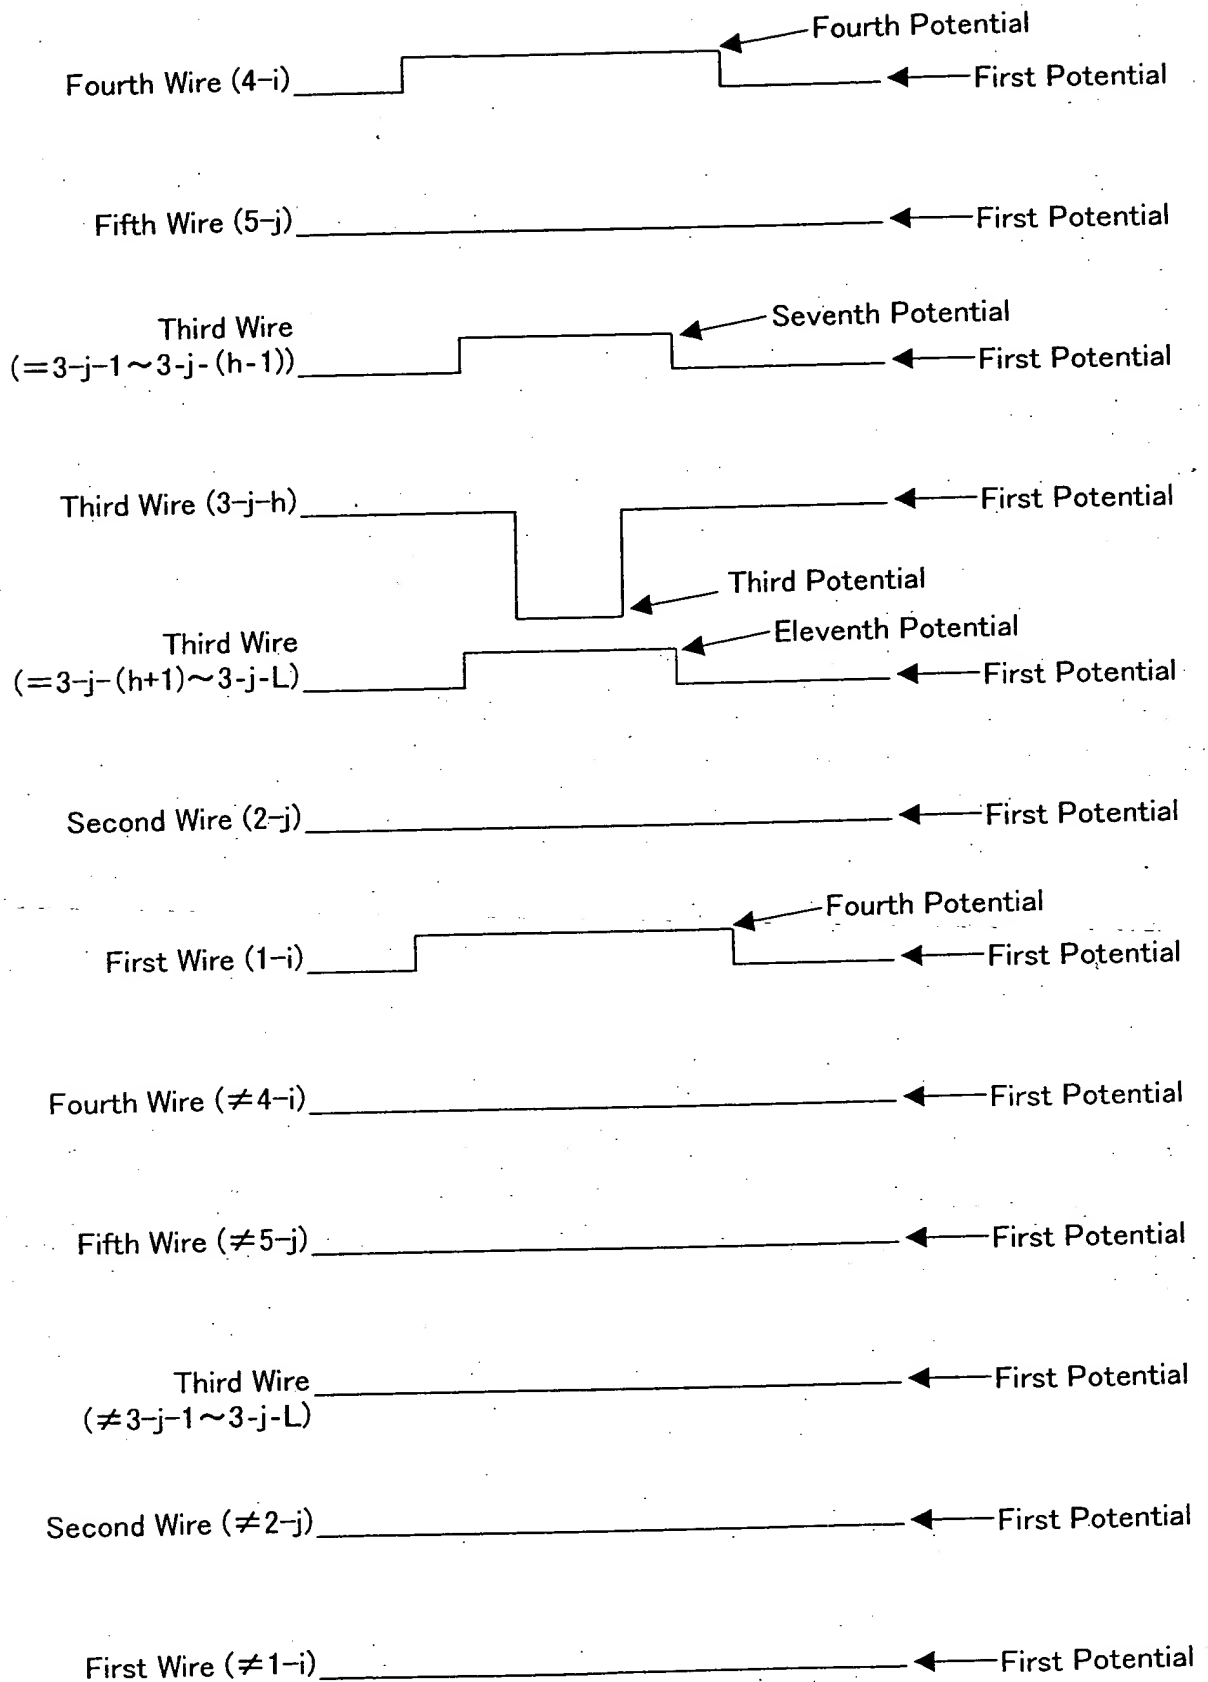 Fourth Potential
Fourth Wire (4-i)
First Potential
Fifth Wire (5-j)
First Potential
Seventh Potential
Third Wire
(=3-j-1~3-j-(h-1))
First Potential
Third Wire (3-j-h)
First Potential
Third Potential
Eleventh Potential
Third Wire
(=3-j-(h+1)~3-j-L)
First Potential
Second Wire (2-j)
First Potential
Fourth Potential
First Wire (1-i)
First Potential
Fourth Wire (≠4-i)
First Potential
Fifth Wire (≠5-j)
First Potential
Third Wire
(≠3-j-1~3-j-L)
First Potential
Second Wire (≠2-j)
First Potential
First Wire (≠1-i)
First Potential